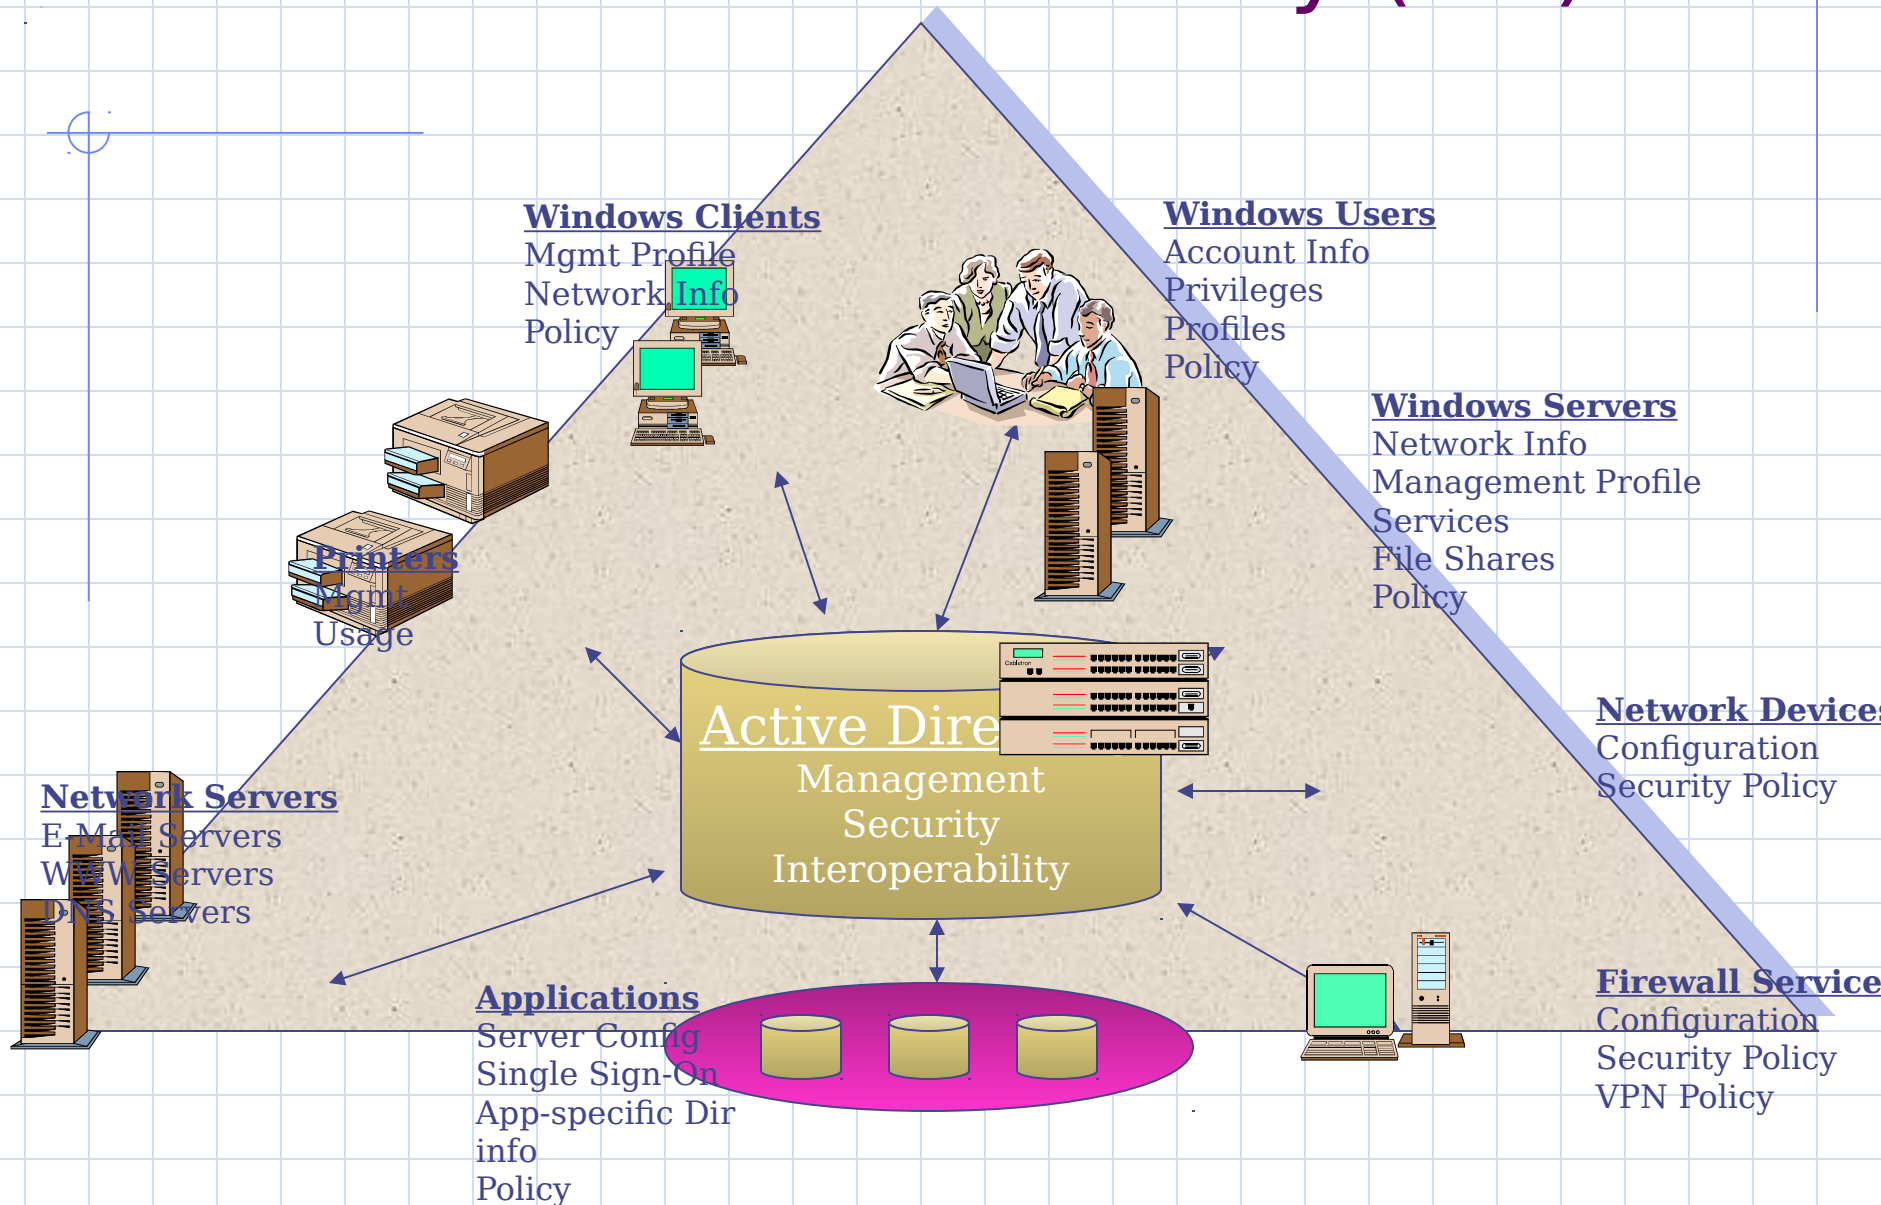 Windows Clients
Mgmt Profile
Network Info
Policy
Windows Users
Account Info
Privileges
Profiles
Policy
Windows Servers
Network Info
Management Profile
Services
File Shares
Policy
Printers
Mgmt
Usage
Cabletron
Active Dire
Management
Security
Interoperability
Network Devices
Configuration
Security Policy
Network Servers
E-Mail Servers
WWW Servers
DNS Servers
Applications
Server Config
Single Sign-On
App-specific Dir
info
Policy
Firewall Service
Configuration
Security Policy
VPN Policy